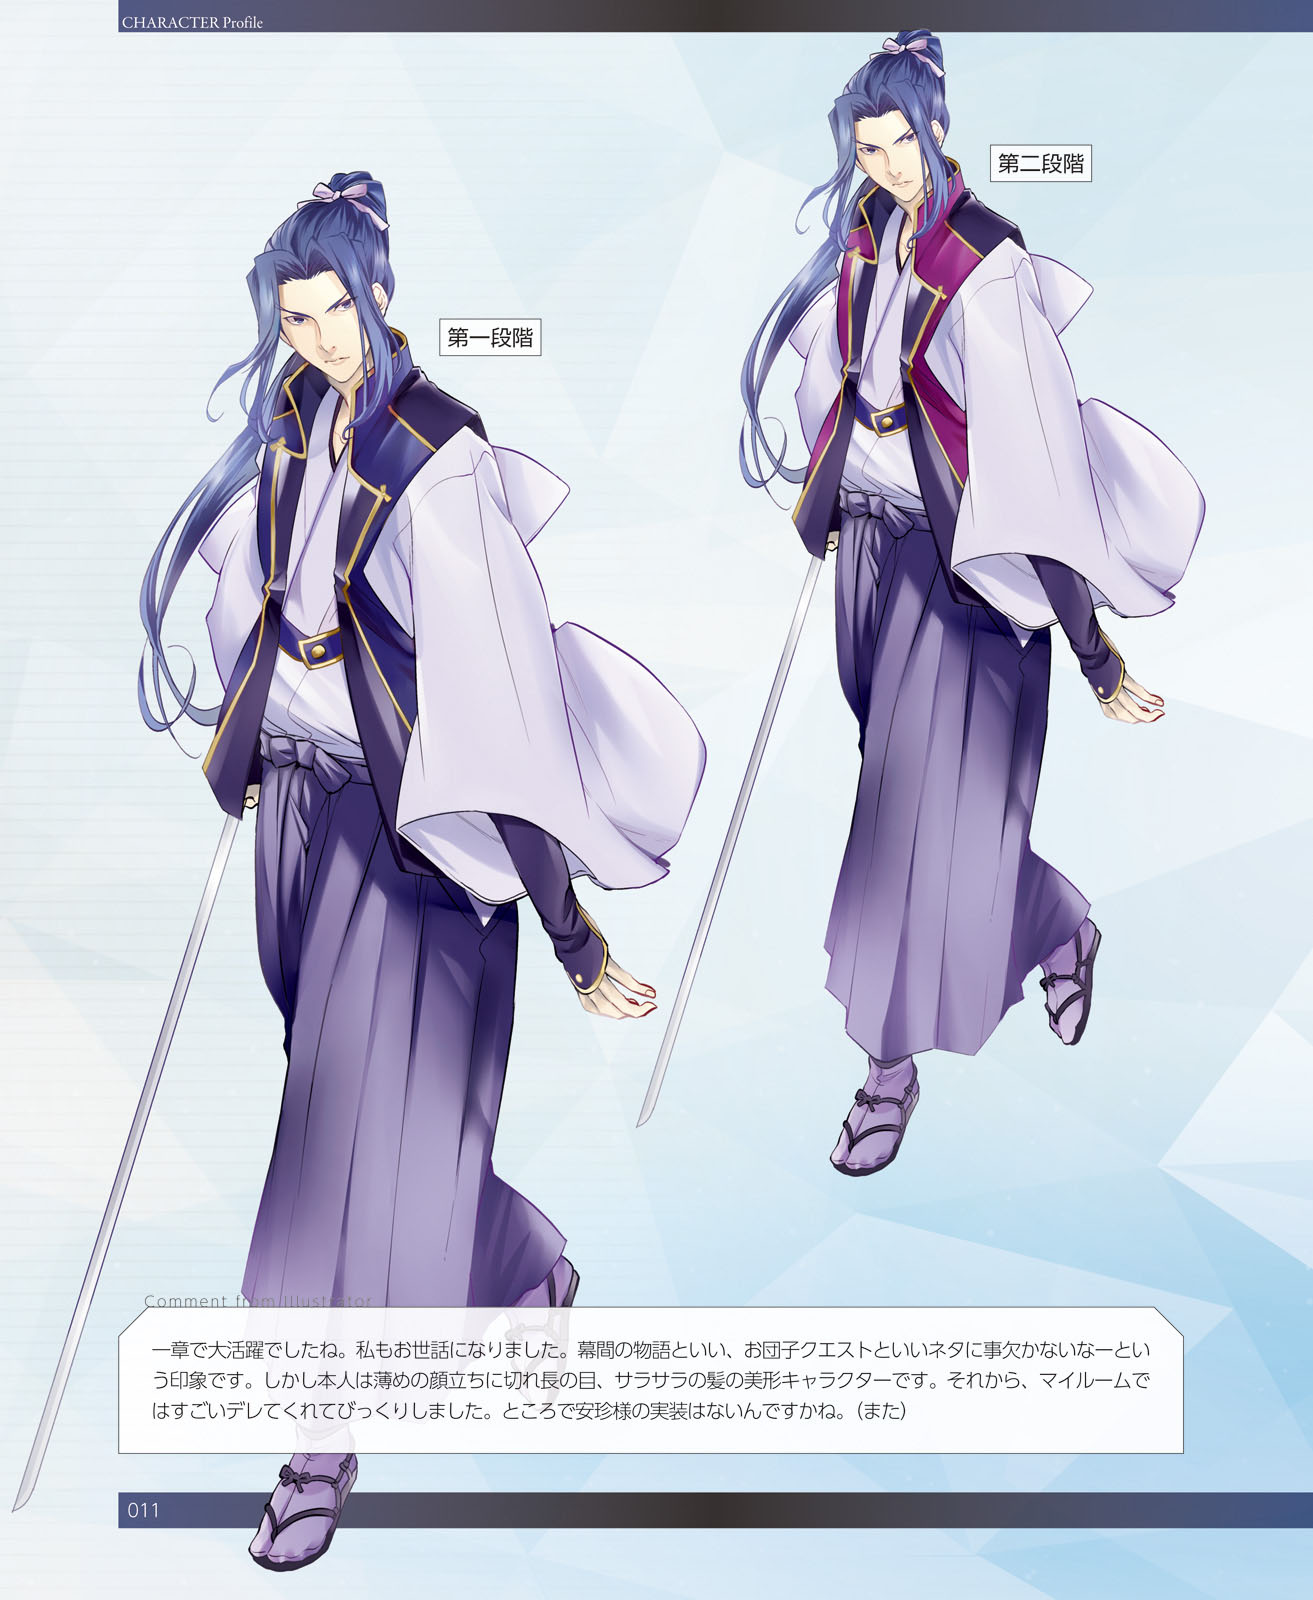 CHARACTER Profile
第二段階
第一段階
Comment from Illustrator
一章で大活躍でしたね。私もお世話になりました。幕間の物語といい、お団子クエストといいネタに事欠かないなーとい
う印象です。しかし本人は薄めの顔立ちに切れ長の目、サラサラの髪の美形キャラクターです。それから、マイルームで
はすごいデレてくれてびっくりしました。ところで安珍様の実装はないんですかね。（また）
011